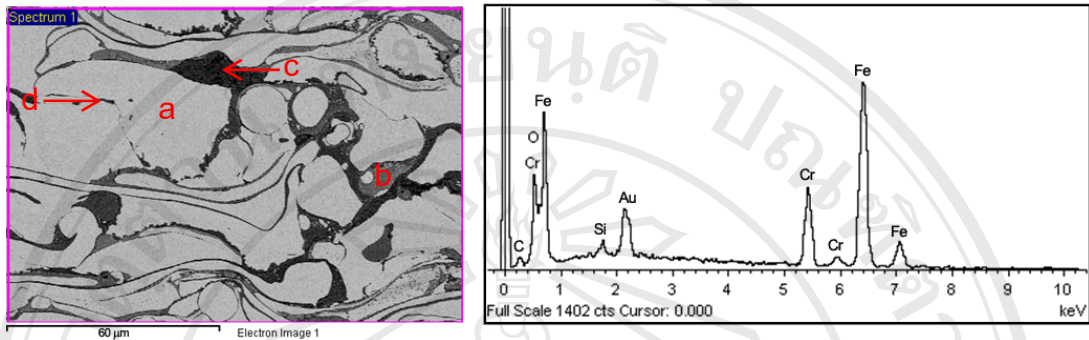 Spectrum 1
c
d
a
b
60 µm
Electron Image 1
Fe
Fe
O
Cr
Cr
Au
Si
Cr
Fe
C
0 1 2 3 4 5 6 7 8 9 10
Full Scale 1402 cts Cursor: 0.000
keV